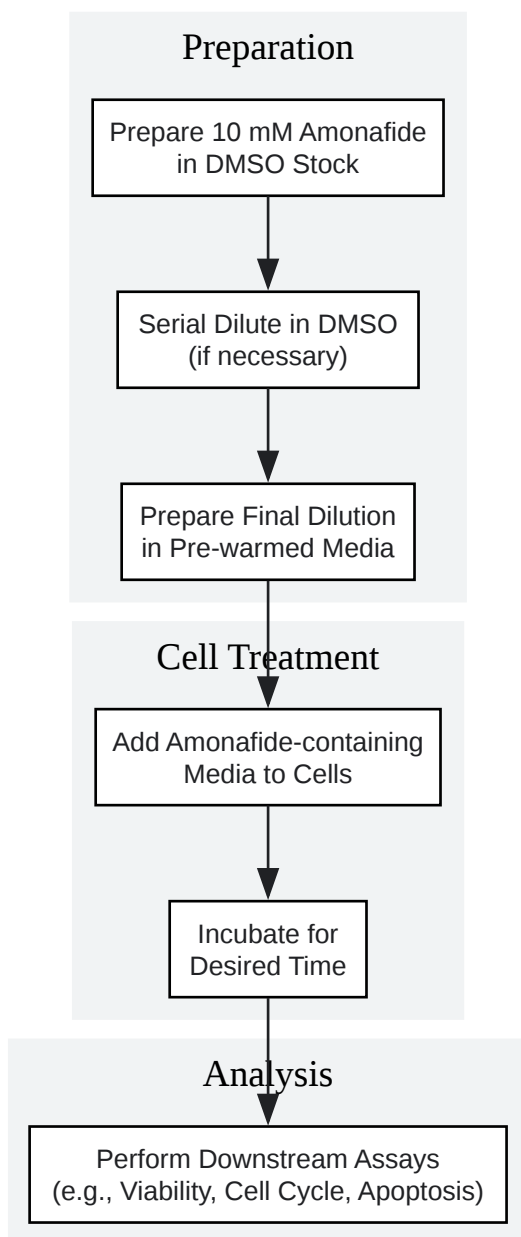 Preparation
Prepare 10 mM Amonafide
in DMSO Stock
Serial Dilute in DMSO
(if necessary)
Prepare Final Dilution
in Pre-warmed Media
Cell Treatment
Add Amonafide-containing
Media to Cells
Incubate for
Desired Time
Analysis
Perform Downstream Assays
(e.g., Viability, Cell Cycle, Apoptosis)